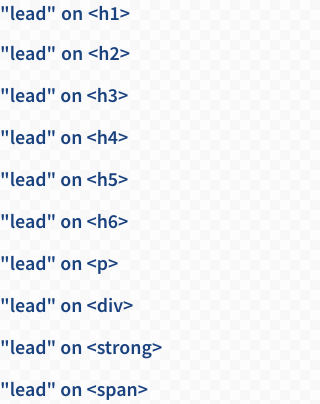 "lead" on <h1>
"lead" on <h2>
"lead" on <h3>
"lead" on <h4>
"lead" on <h5>
"lead" on <h6>
"lead" on <p>
"lead" on <div>
"lead" on <strong>
"lead" on <span>